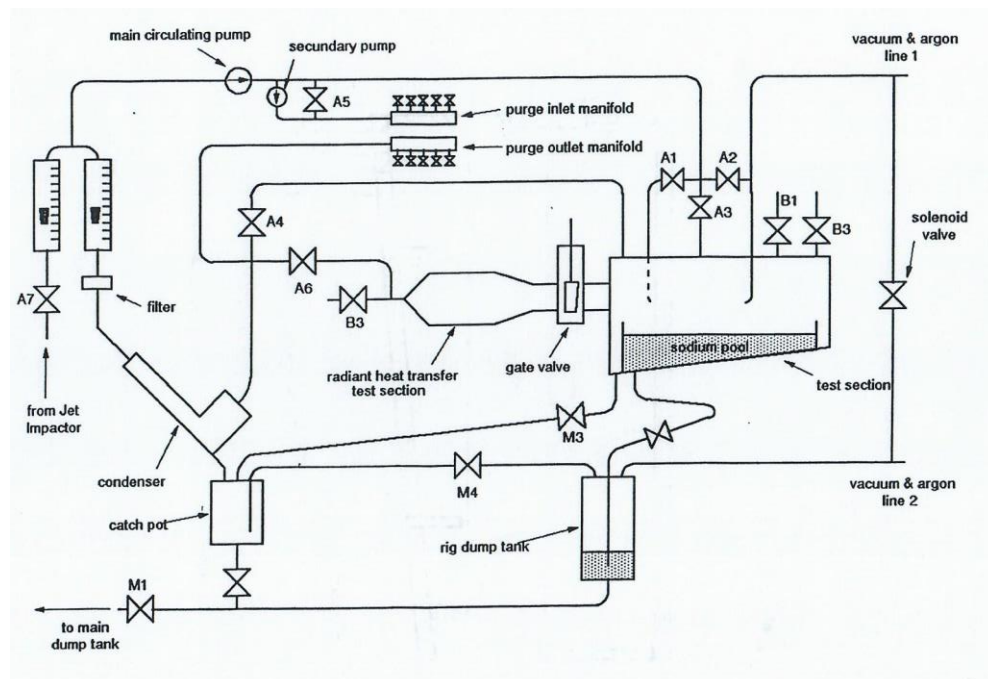 main circulating pump
secundary pump
vacuum & argon
line 1
A5
purge inlet manifold
purge outlet manifold
A1
A2
B1
A4
A3
B3
solenoid
valve
A7
filter
A6
B3
sodium pool
radiant heat transfer
test section
gate valve
test section
from Jet
Impactor
M3
condenser
M4
vacuum & argon
line 2
catch pot
rig dump tank
M1
to main
dump tank